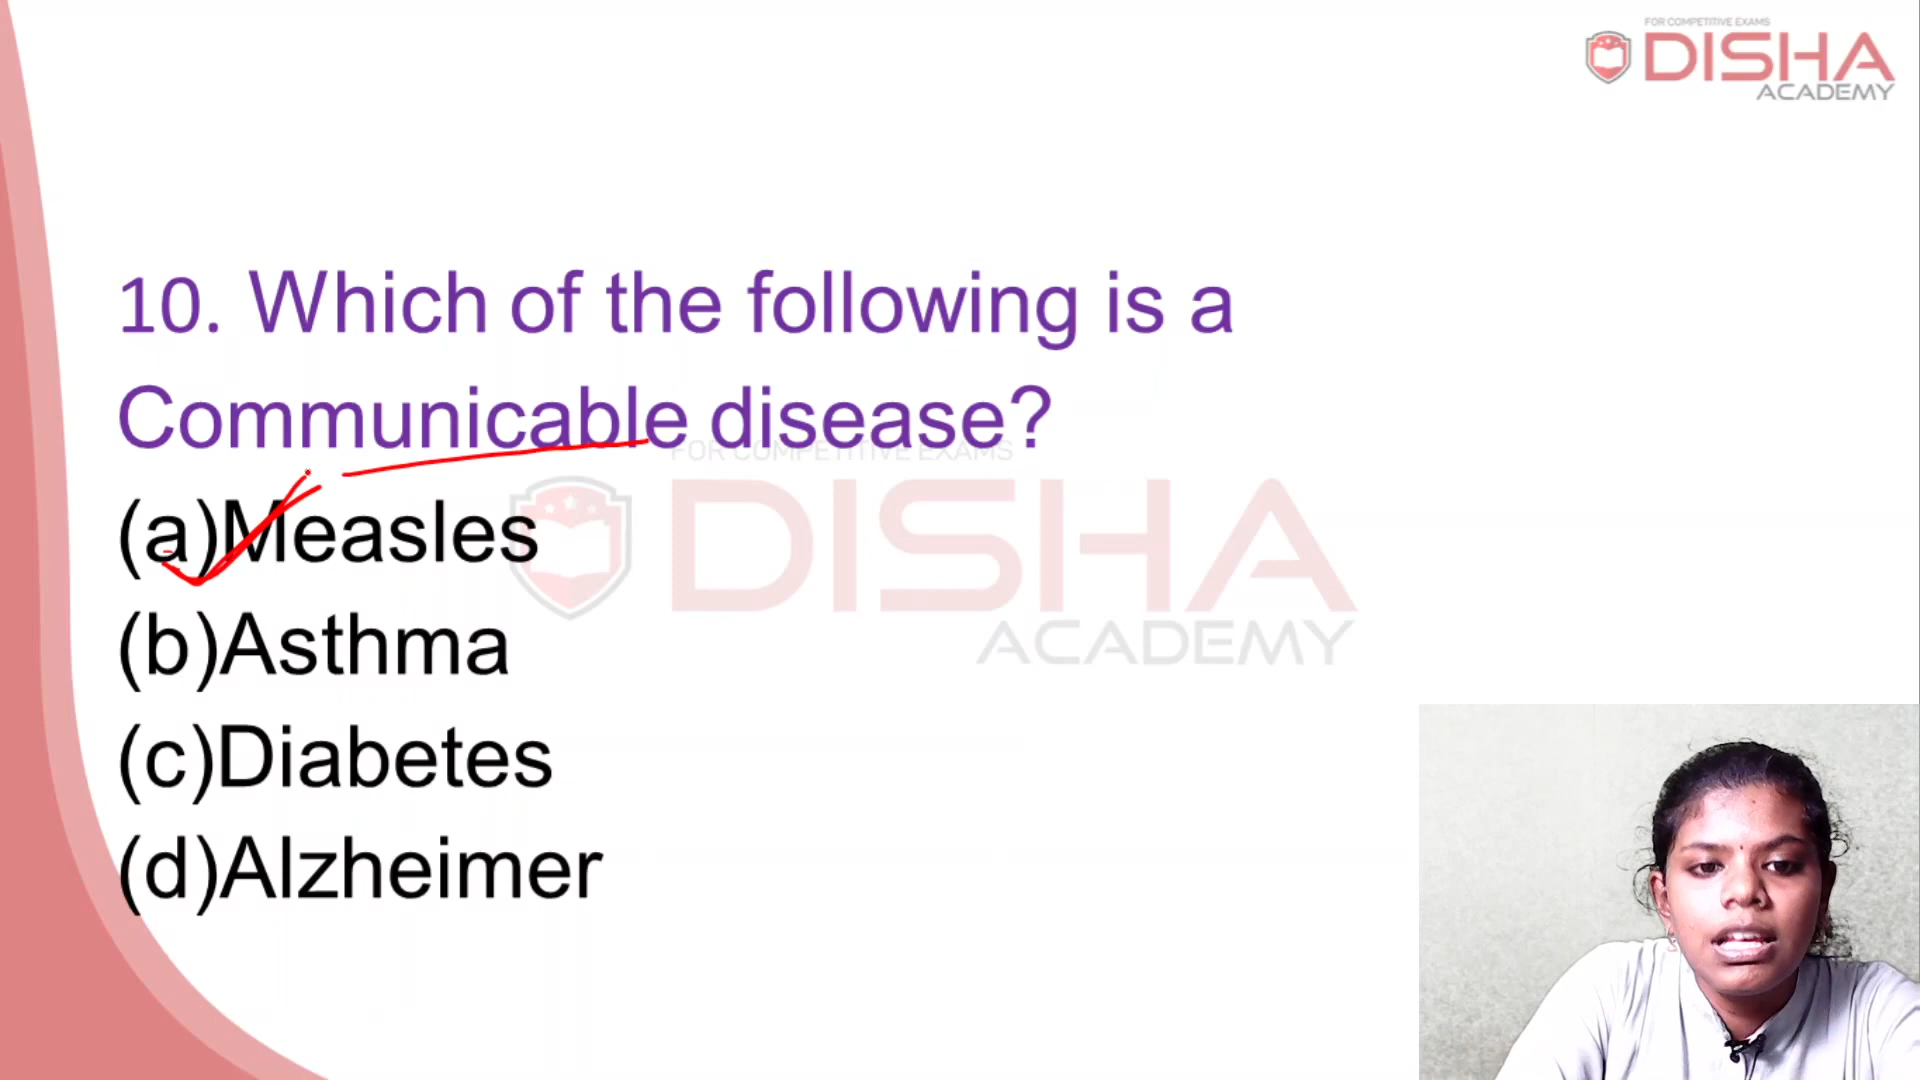 FOR COMPETITIVE EXAMS
DISHA
ACADEMY
10. Which of the following is a
Communicable disease?
FOR COMPETITIVE EXAMS
(a)Measles
DISHA
ACADEMY
(b)Asthma
(c)Diabetes
(d)Alzheimer